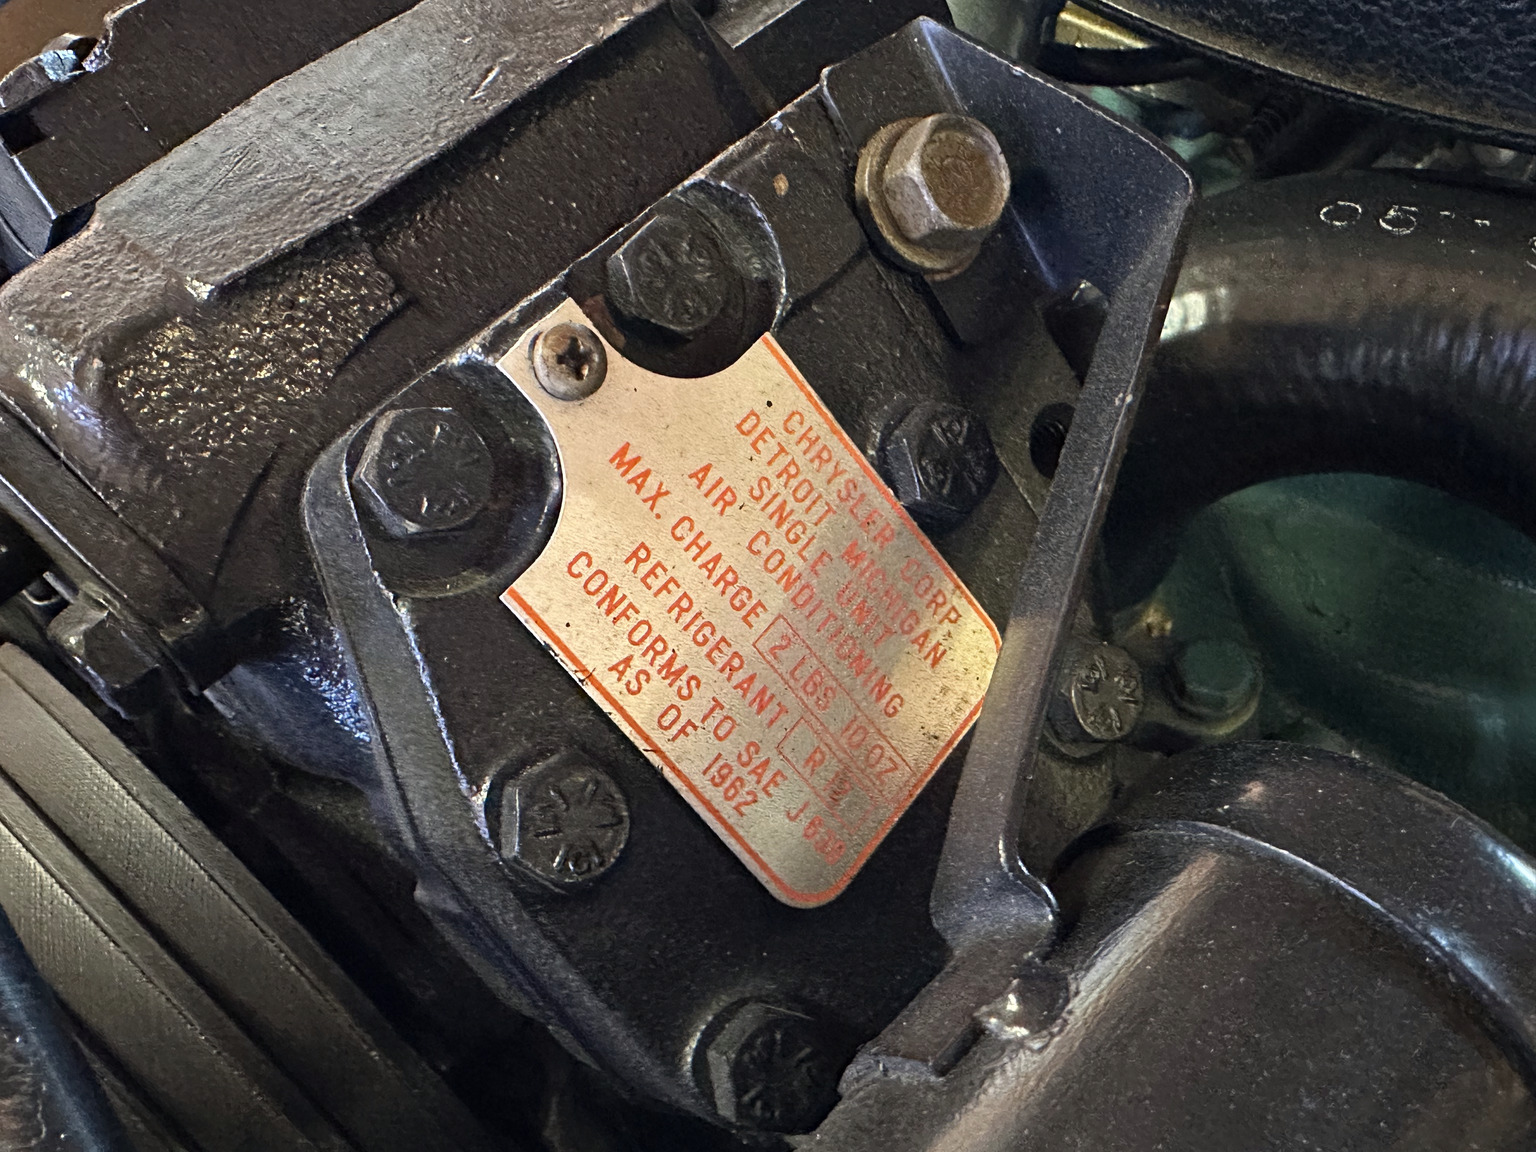 CHRYSLER CORP
DETROIT MICHIGAN
SINGLE UNIT
AIR CONDITIONING
MAX. CHARGE 2 LBS 10 OZ
REFRIGERANT R
CONFORMS TO SAE J
AS OF 1962